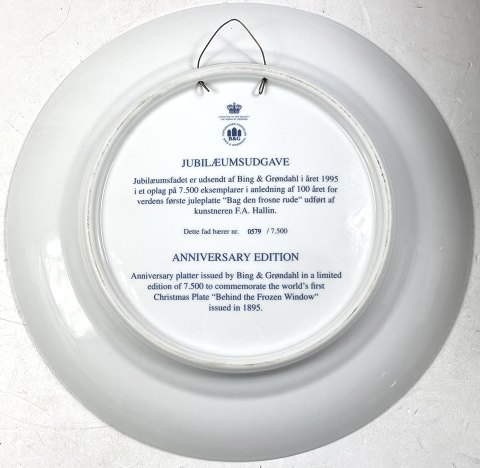 B&G
JUBILÆUMSUDGAVE
Jubilæumsfadet er udsendt af Bing & Grøndahl i året 1995
i et oplag på 7.500 eksemplarer i anledning af 100 året for
verdens første juleplatte "Bag den frosne rude" udført af
kunstneren F.A. Hallin.
Dette fad bærer nr. 0579 / 7.500
ANNIVERSARY EDITION
Anniversary platter issued by Bing & Grøndahl in a limited
edition of 7.500 to commemorate the world's first
Christmas Plate "Behind the Frozen Window"
issued in 1895.